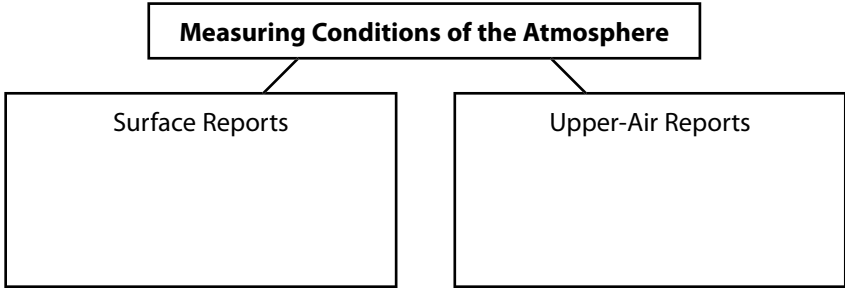 Measuring Conditions of the Atmosphere
Surface Reports
Upper-Air Reports